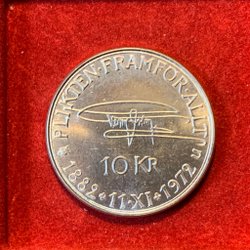 PLIKTEN·FRAMFÖR·ALLT
10 KR
1882·11·XI·1972
U